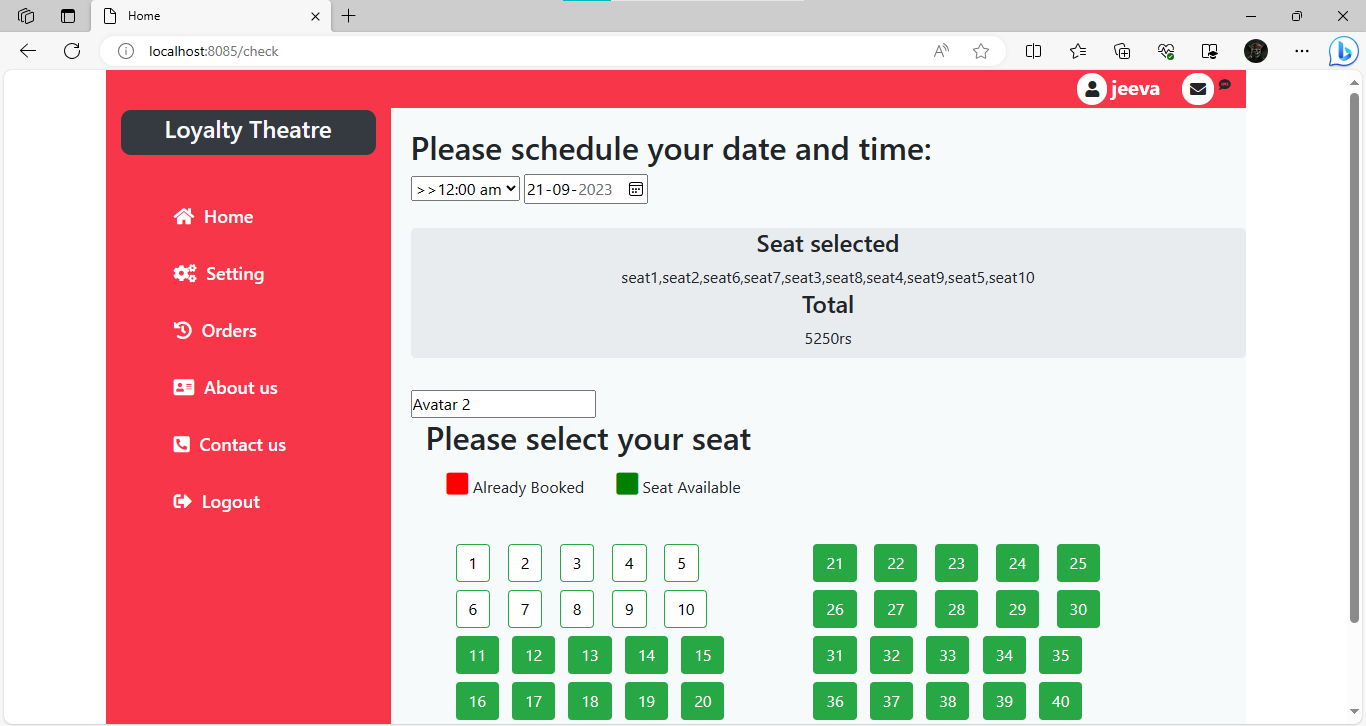 Home
localhost:8085/check
jeeva
Loyalty Theatre
Home
Setting
Orders
About us
Contact us
Logout
Please schedule your date and time:
>>12:00 am 21-09-2023
Seat selected
seat1,seat2,seat6,seat7,seat3,seat8,seat4,seat9,seat5,seat10
Total
5250rs
Avatar 2
Please select your seat
Already Booked Seat Available
1 2 3 4 5 21 22 23 24 25
6 7 8 9 10 26 27 28 29 30
11 12 13 14 15 31 32 33 34 35
16 17 18 19 20 36 37 38 39 40